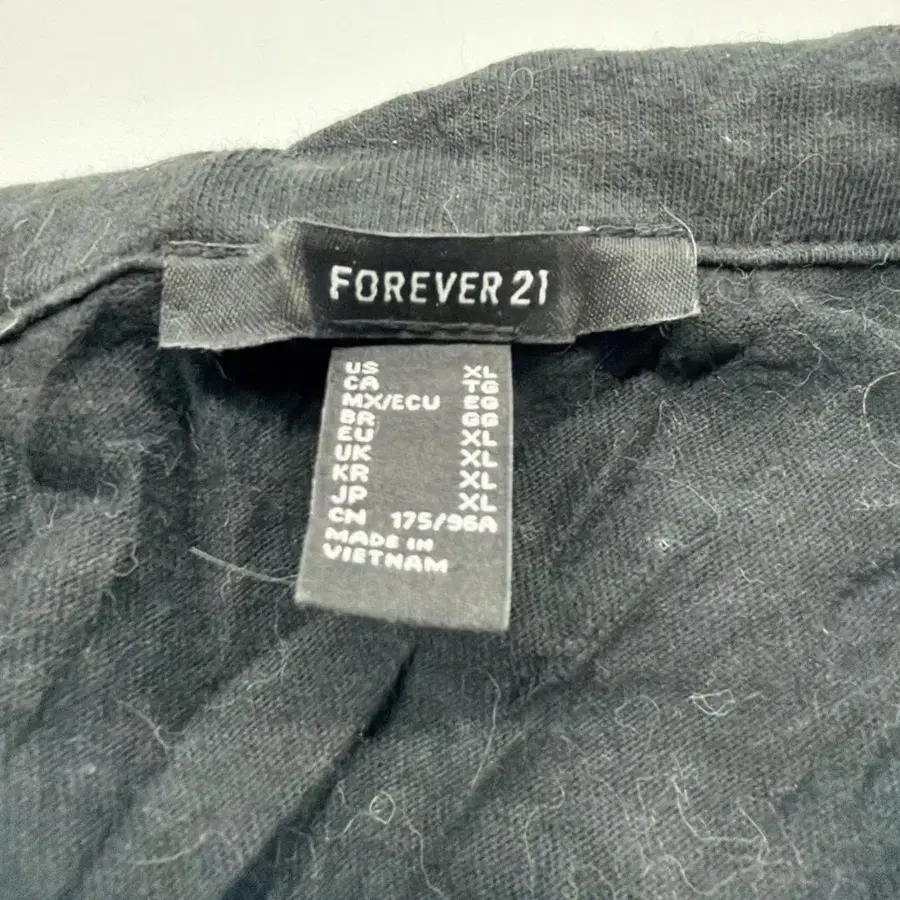 FOREVER 21
US XL
CA TG
MX/ECU EG
BR GG
EU XL
UK XL
KR XL
JP XL
CN 175/96A
MADE IN
VIETNAM